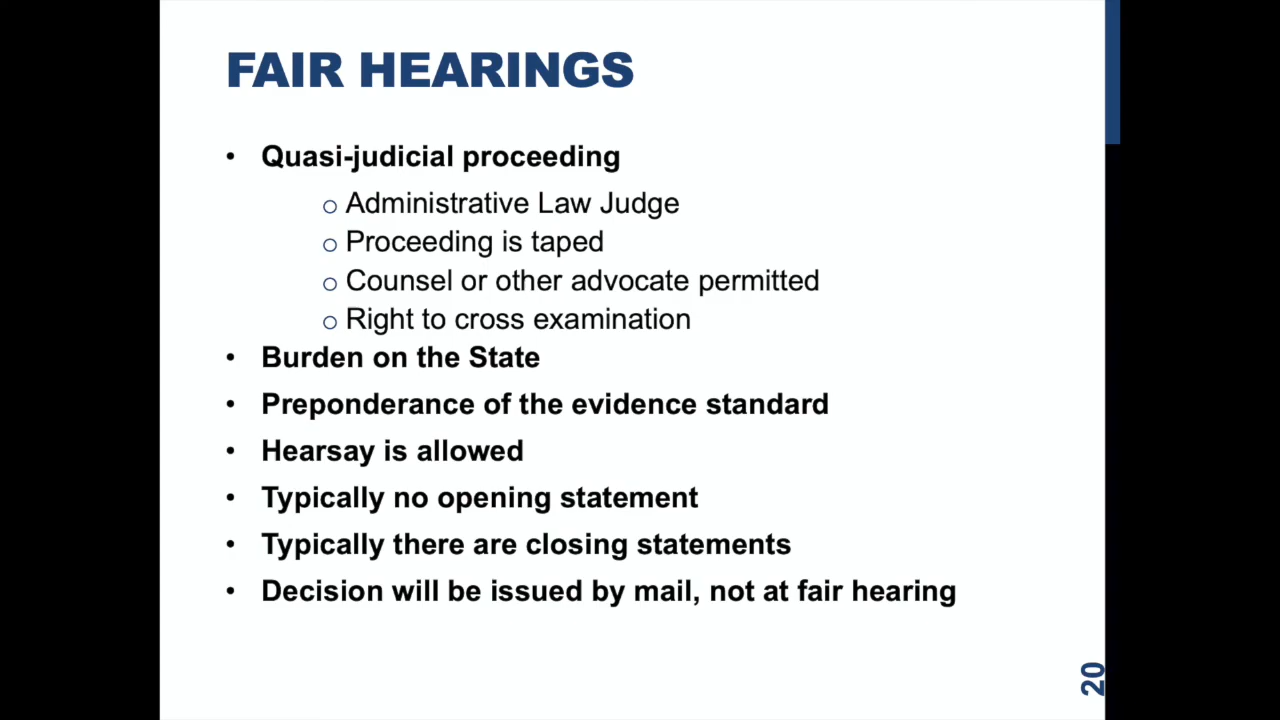 FAIR HEARINGS
• Quasi-judicial proceeding
o Administrative Law Judge
o Proceeding is taped
o Counsel or other advocate permitted
o Right to cross examination
• Burden on the State
• Preponderance of the evidence standard
• Hearsay is allowed
• Typically no opening statement
• Typically there are closing statements
• Decision will be issued by mail, not at fair hearing
20